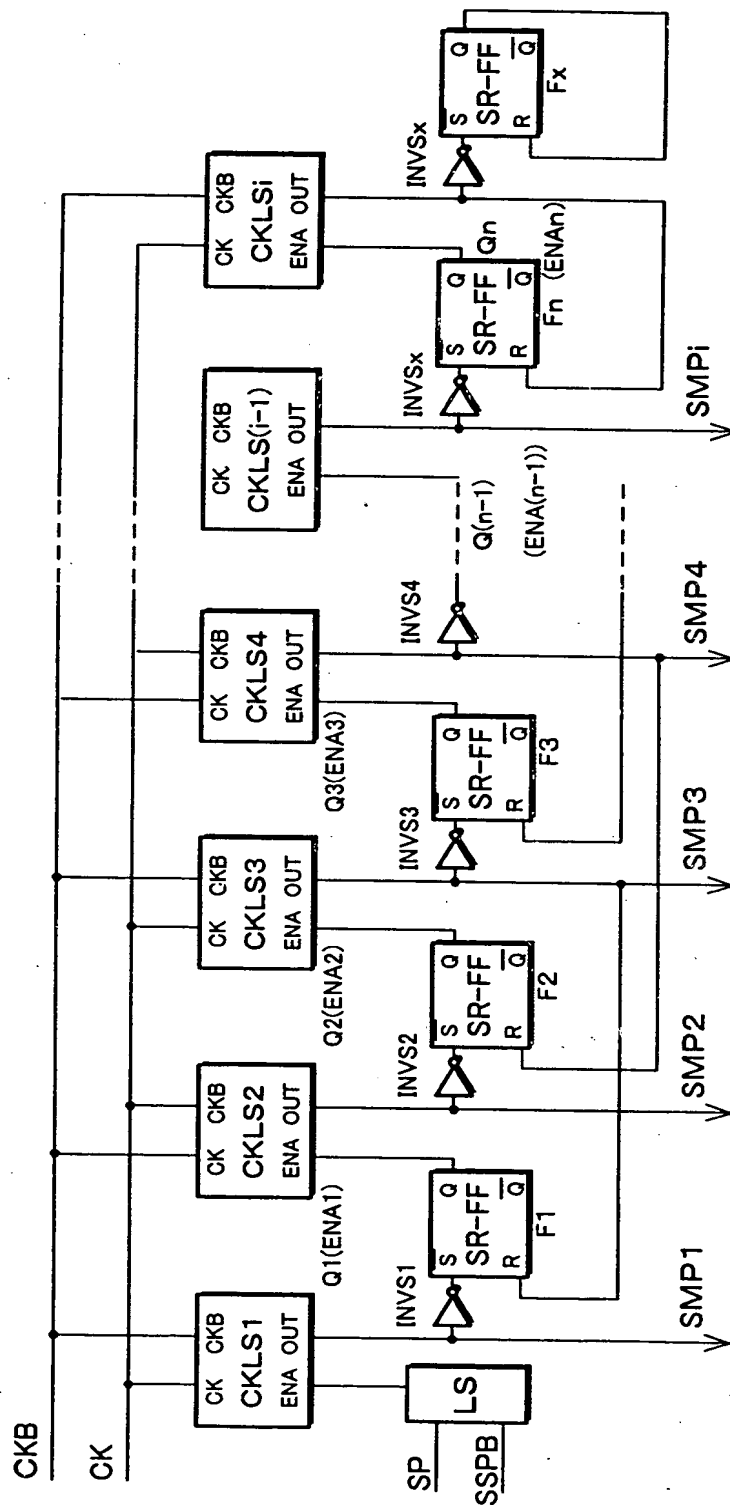 CKB
CK
SP
SSPB
LS
CK CKB
CKLS1
ENA OUT
INVS1
SMP1
S Q
SR-FF
R Q
F1
Q1(ENA1)
CK CKB
CKLS2
ENA OUT
INVS2
SMP2
S Q
SR-FF
R Q
F2
Q2(ENA2)
CK CKB
CKLS3
ENA OUT
INVS3
SMP3
S Q
SR-FF
R Q
F3
Q3(ENA3)
CK CKB
CKLS4
ENA OUT
INVS4
SMP4
Q(n-1)
(ENA(n-1))
CK CKB
CKLS(i-1)
ENA OUT
INVSx
SMPi
S Q
SR-FF
R Q
Fn
Qn
(ENAn)
CK CKB
CKLSi
ENA OUT
INVSx
S Q
SR-FF
R Q
Fx